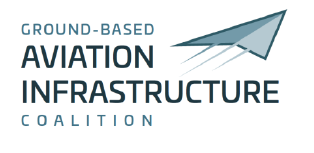 GROUND-BASED
AVIATION
INFRASTRUCTURE
COALITION